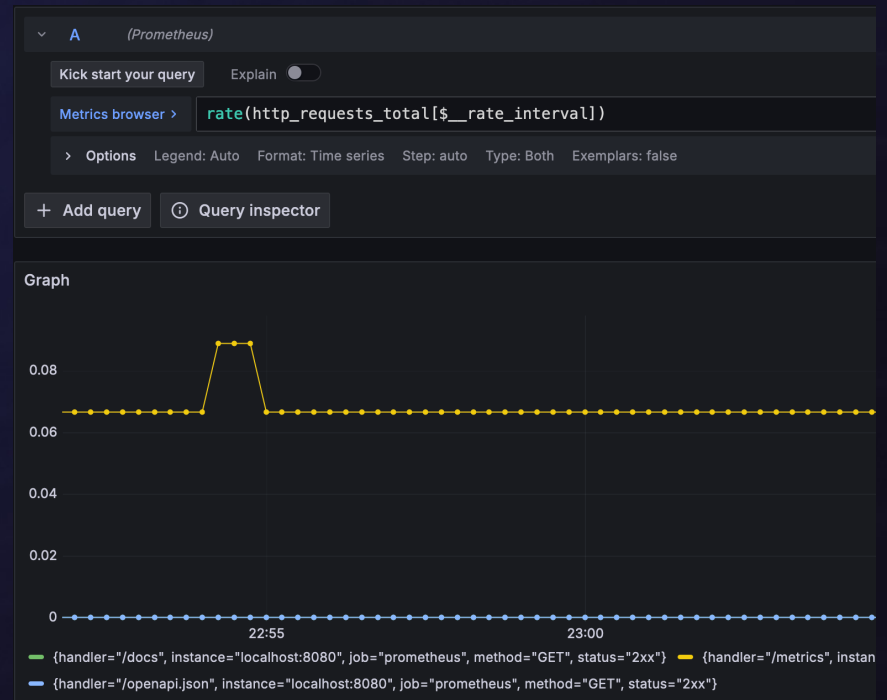 A (Prometheus)
Kick start your query Explain
Metrics browser > rate(http_requests_total[$__rate_interval])
> Options Legend: Auto Format: Time series Step: auto Type: Both Exemplars: false
+ Add query Query inspector
Graph
0.08
0.06
0.04
0.02
0
22:55 23:00
{handler="/docs", instance="localhost:8080", job="prometheus", method="GET", status="2xx"} {handler="/metrics", instan
{handler="/openapi.json", instance="localhost:8080", job="prometheus", method="GET", status="2xx"}